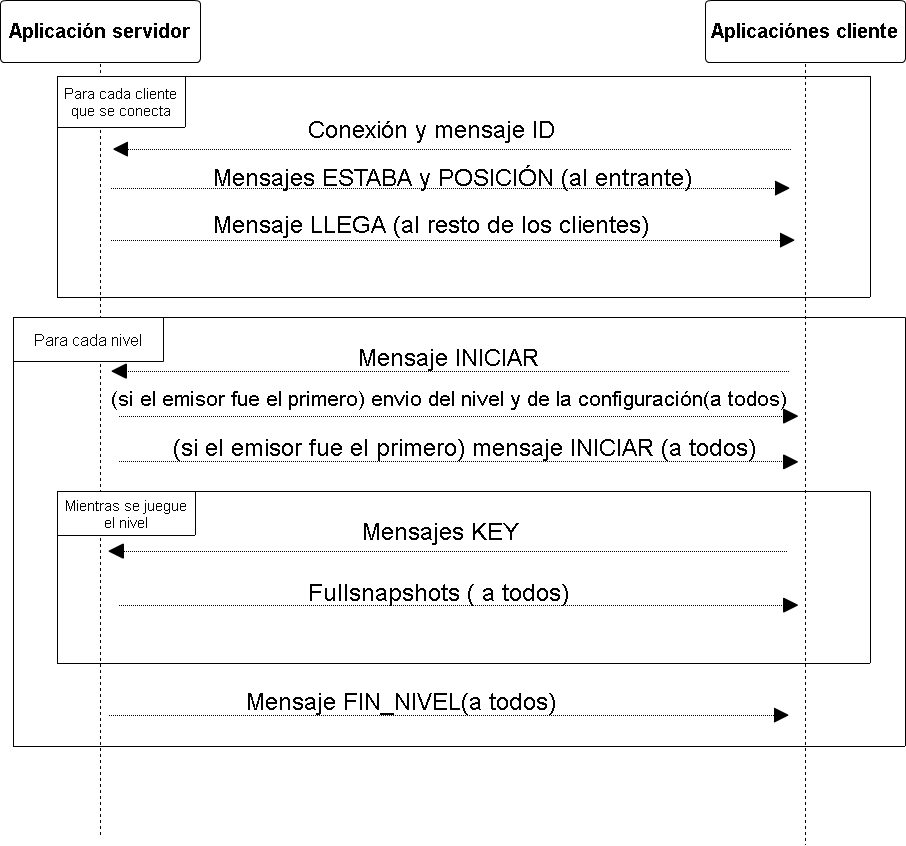 Aplicación servidor
Aplicaciónes cliente
Para cada cliente
que se conecta
Conexión y mensaje ID
Mensajes ESTABA y POSICIÓN (al entrante)
Mensaje LLEGA (al resto de los clientes)
Para cada nivel
Mensaje INICIAR
(si el emisor fue el primero) envio del nivel y de la configuración(a todos)
(si el emisor fue el primero) mensaje INICIAR (a todos)
Mientras se juegue
el nivel
Mensajes KEY
Fullsnapshots ( a todos)
Mensaje FIN_NIVEL(a todos)